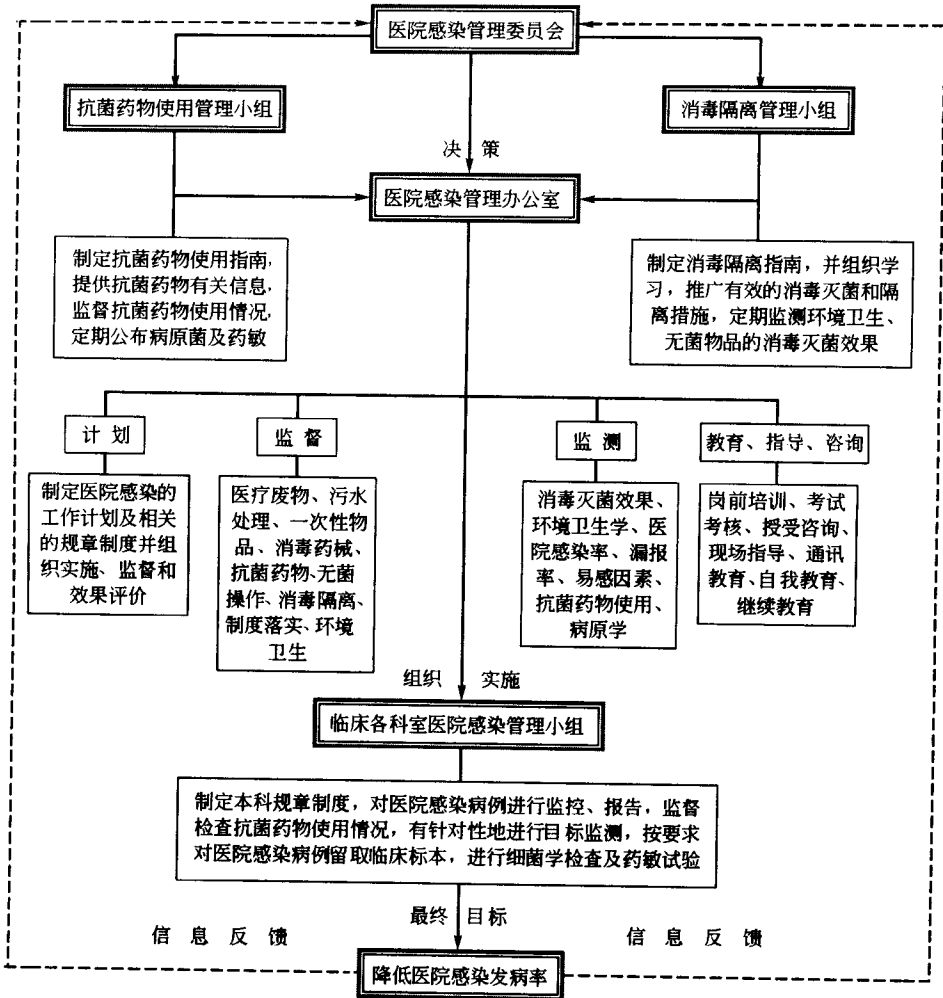 医院感染管理委员会
抗菌药物使用管理小组
消毒隔离管理小组
决 策
医院感染管理办公室
制定抗菌药物使用指南,
提供抗菌药物有关信息,
监督抗菌药物使用情况,
定期公布病原菌及药敏
制定消毒隔离指南，并组织学
习，推广有效的消毒灭菌和隔
离措施，定期监测环境卫生、
无菌物品的消毒灭菌效果
计 划
监 督
监 测
教育、指导、咨询
制定医院感染的
工作计划及相关
的规章制度并组
织实施、监督和
效果评价
医疗废物、污水
处理、一次性物
品、消毒药械、
抗菌药物、无菌
操作、消毒隔离、
制度落实、环境
卫生
消毒灭菌效果、
环境卫生学、医
院感染率、漏报
率、易感因素、
抗菌药物使用、
病原学
岗前培训、考试
考核、授受咨询、
现场指导、通讯
教育、自我教育、
继续教育
组织 实施
临床各科室医院感染管理小组
制定本科规章制度，对医院感染病例进行监控、报告，监督
检查抗菌药物使用情况，有针对性地进行目标监测，按要求
对医院感染病例留取临床标本，进行细菌学检查及药敏试验
最终 目标
信 息 反 馈
信 息 反 馈
降低医院感染发病率